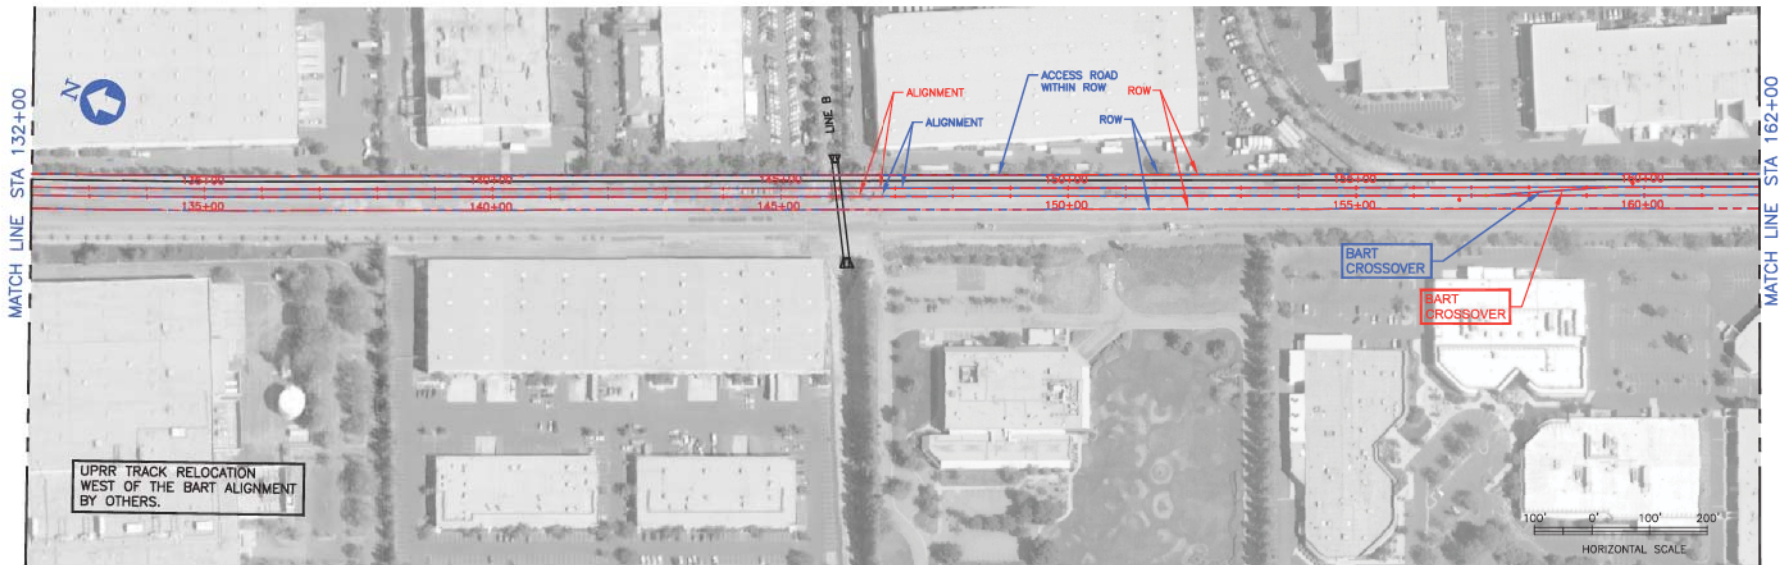 MATCH LINE STA 132+00
N
LINE B
ALIGNMENT
ALIGNMENT
ACCESS ROAD
WITHIN ROW
ROW
ROW
135+00
140+00
145+00
150+00
155+00
160+00
135+00
140+00
145+00
150+00
155+00
160+00
BART
CROSSOVER
BART
CROSSOVER
UPRR TRACK RELOCATION
WEST OF THE BART ALIGNMENT
BY OTHERS.
100' 0' 100' 200'
HORIZONTAL SCALE
MATCH LINE STA 162+00